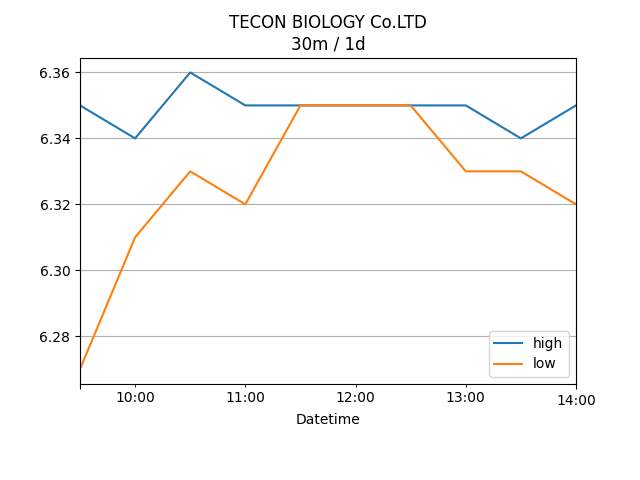 TECON BIOLOGY Co.LTD
30m / 1d
6.36
6.34
6.32
6.30
6.28
high
low
10:00 11:00 12:00 13:00 14:00
Datetime